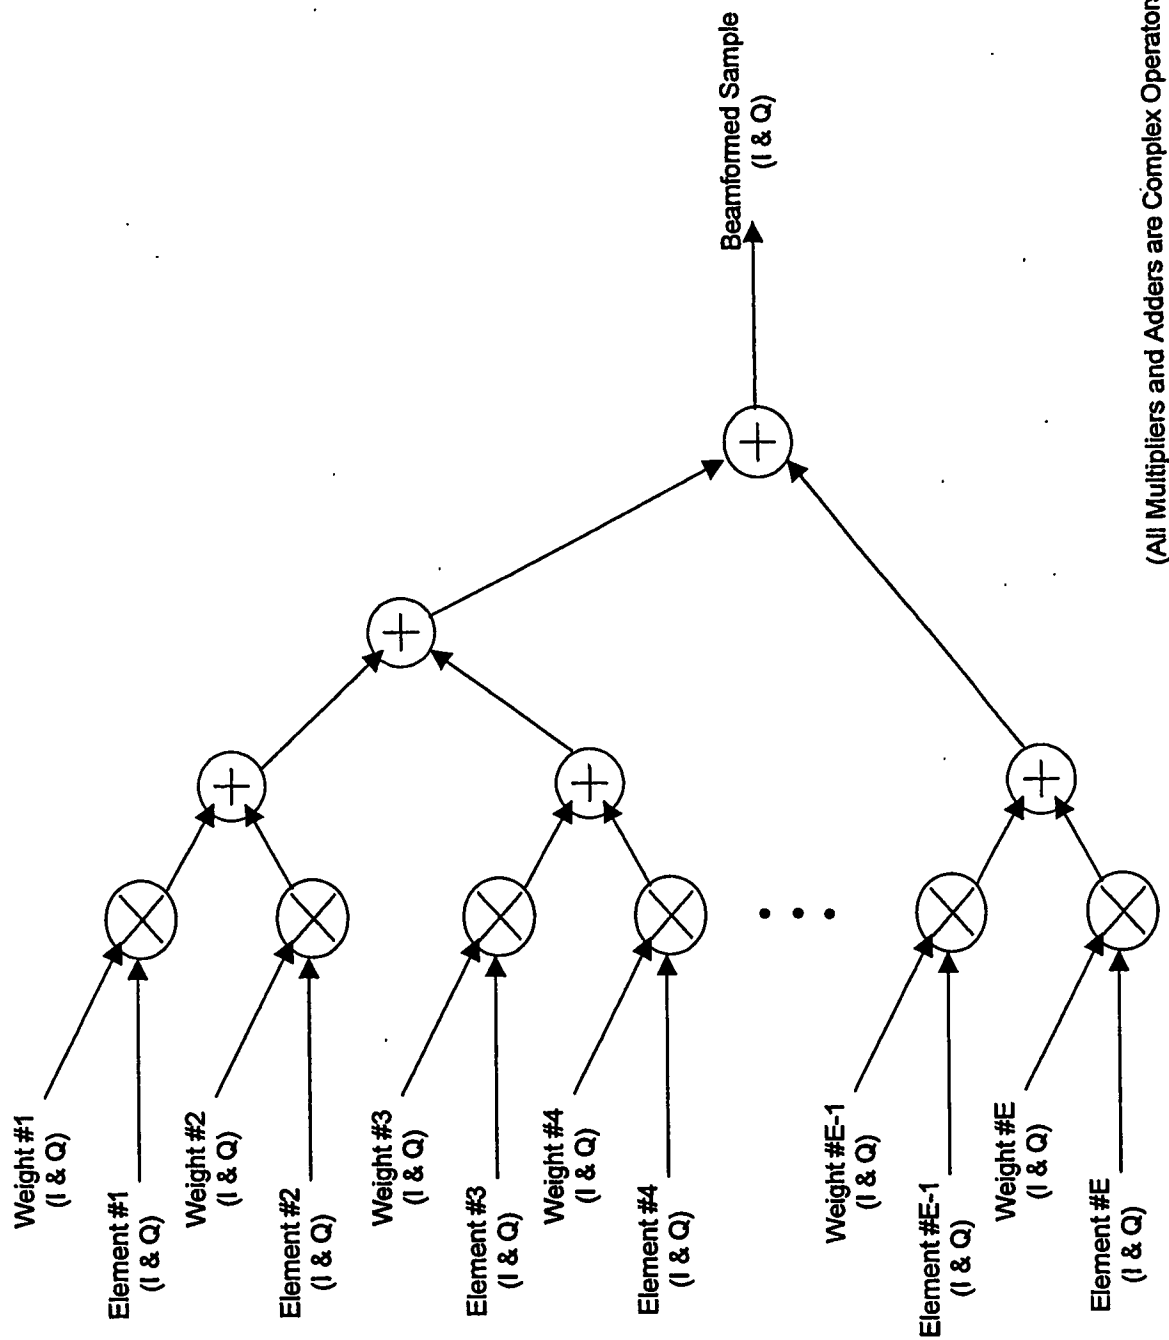 Weight #1
(I & Q)
Element #1
(I & Q)
Weight #2
(I & Q)
Element #2
(I & Q)
Weight #3
(I & Q)
Element #3
(I & Q)
Weight #4
(I & Q)
Element #4
(I & Q)
Weight #E-1
(I & Q)
Element #E-1
(I & Q)
Weight #E
(I & Q)
Element #E
(I & Q)
Beamformed Sample
(I & Q)
(All Multipliers and Adders are Complex Operators